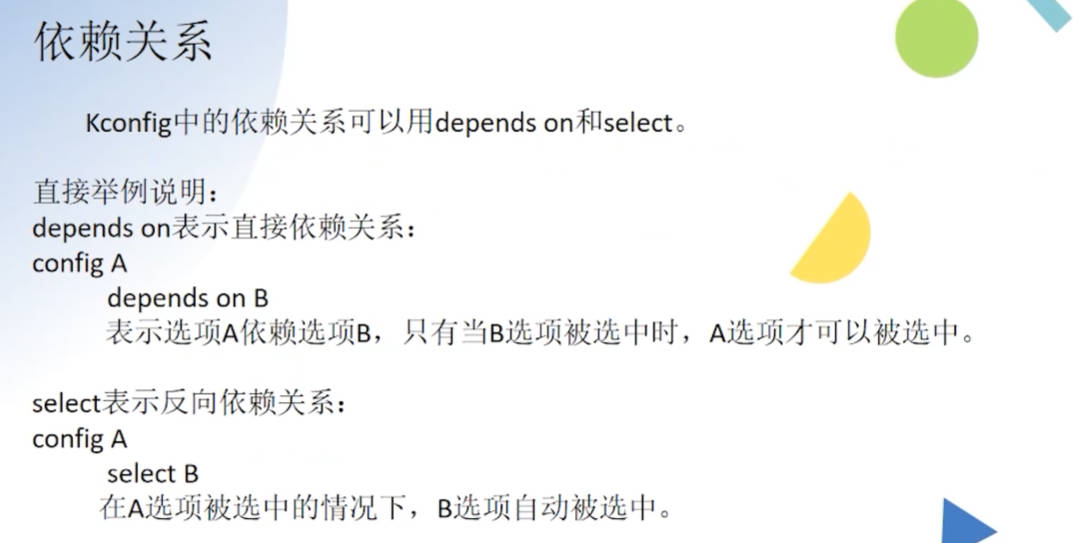 依赖关系
Kconfig中的依赖关系可以用depends on和select。
直接举例说明：
depends on表示直接依赖关系：
config A
depends on B
表示选项A依赖选项B，只有当B选项被选中时，A选项才可以被选中。
select表示反向依赖关系：
config A
select B
在A选项被选中的情况下，B选项自动被选中。